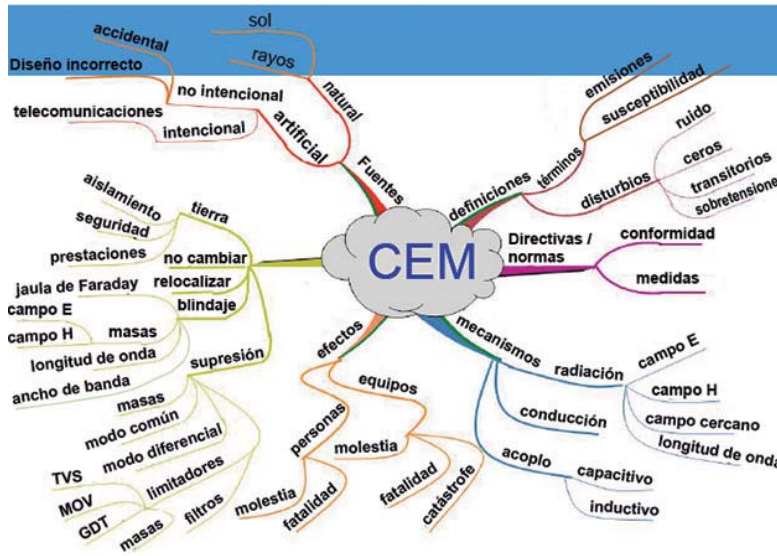 sol
accidental
rayos
Diseño incorrecto
no intencional
natural
telecomunicaciones
intencional
artificial
Fuentes
emisiones
susceptibilidad
ruido
ceros
términos
transitorios
definiciones
disturbios
sobretensione
aislamiento
tierra
seguridad
prestaciones
no cambiar
relocalizar
jaula de Faraday
blindaje
campo E
campo H
masas
longitud de onda
supresión
ancho de banda
masas
modo común
modo diferencial
TVS
limitadores
MOV
GDT
masas
filtros
CEM
Directivas /
normas
conformidad
medidas
efectos
equipos
personas
molestia
molestia
fatalidad
fatalidad
catástrofe
mecanismos
radiación
campo E
campo H
conducción
campo cercano
longitud de onda
acoplo
capacitivo
inductivo